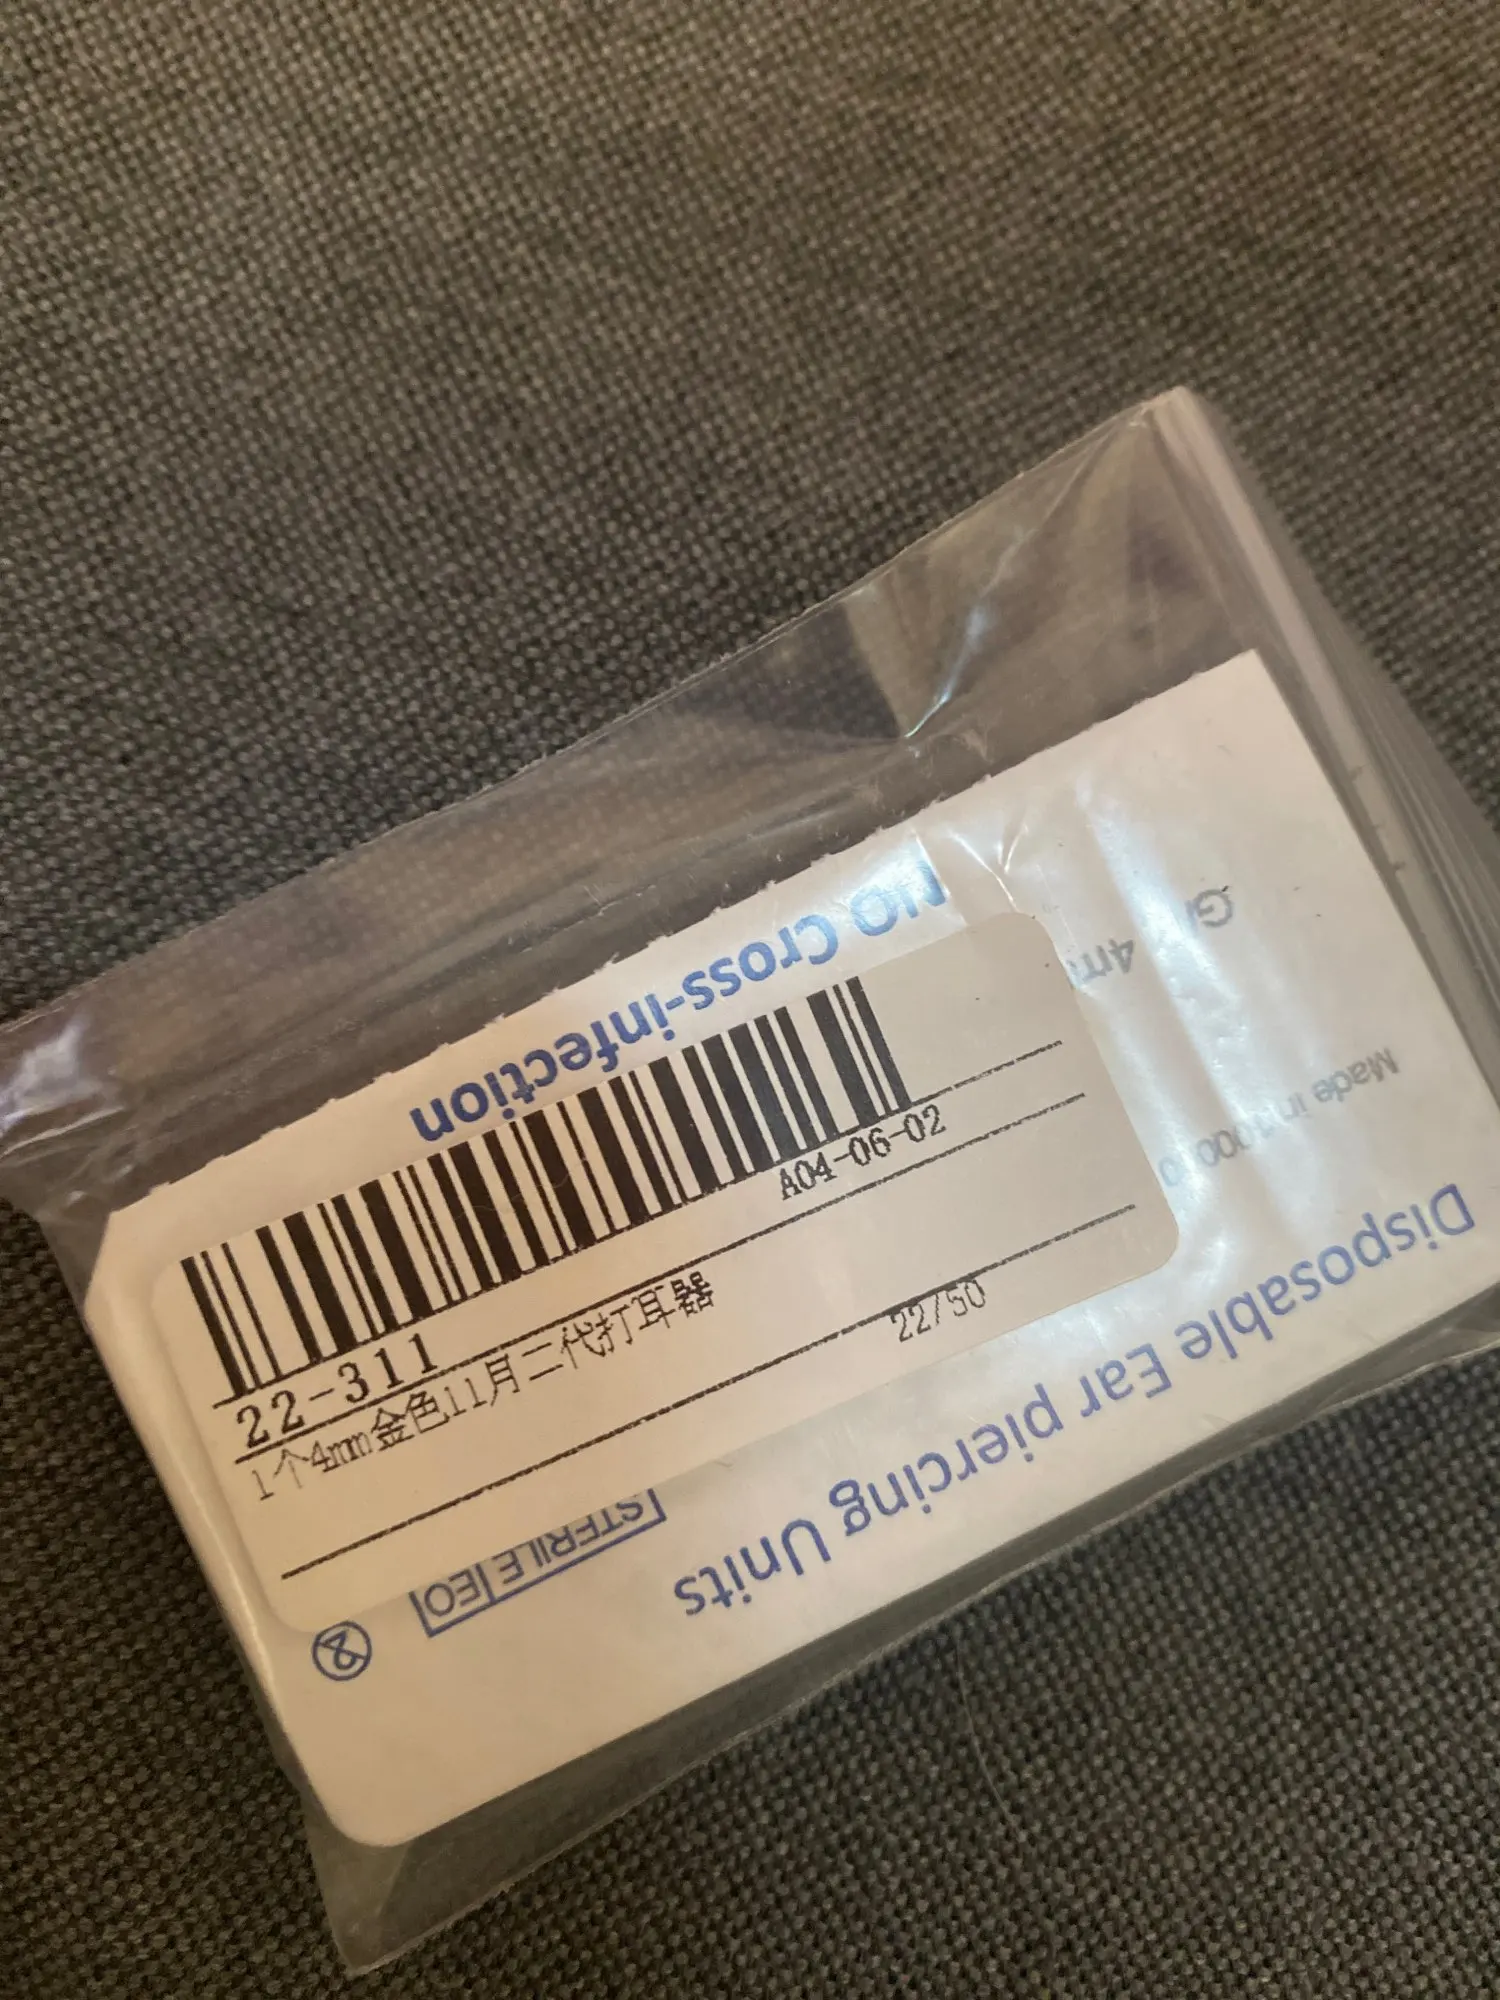 22-311
A04-06-02
1个4mm金色11月二代打耳器
22/50
NO Cross-infection
Made in
Disposable Ear piercing Units
STERILE EO
2